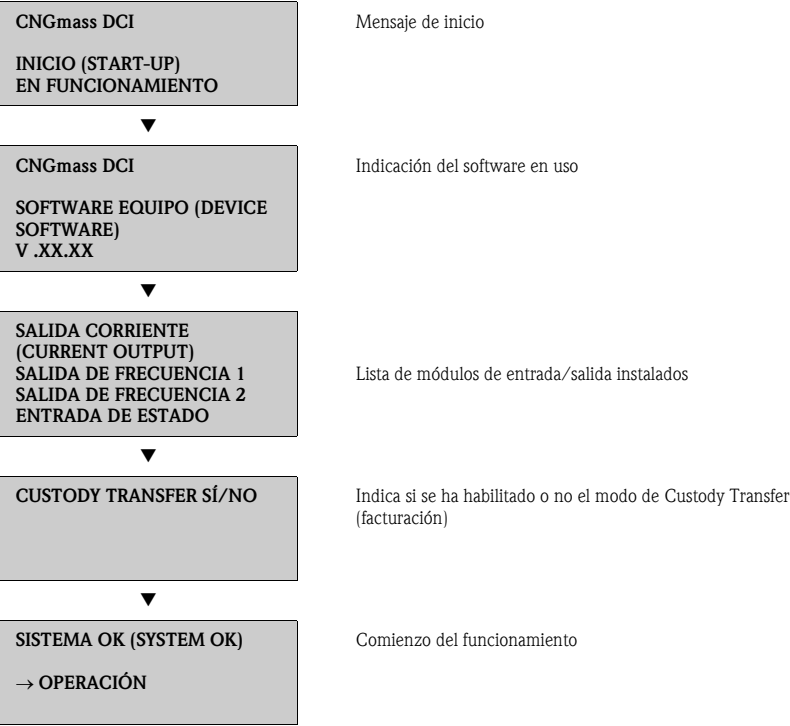 CNGmass DCI
Mensaje de inicio
INICIO (START-UP)
EN FUNCIONAMIENTO
▼
CNGmass DCI
Indicación del software en uso
SOFTWARE EQUIPO (DEVICE
SOFTWARE)
V .XX.XX
▼
SALIDA CORRIENTE
(CURRENT OUTPUT)
SALIDA DE FRECUENCIA 1
Lista de módulos de entrada/salida instalados
SALIDA DE FRECUENCIA 2
ENTRADA DE ESTADO
▼
CUSTODY TRANSFER SÍ/NO
Indica si se ha habilitado o no el modo de Custody Transfer
(facturación)
▼
SISTEMA OK (SYSTEM OK)
Comienzo del funcionamiento
→ OPERACIÓN